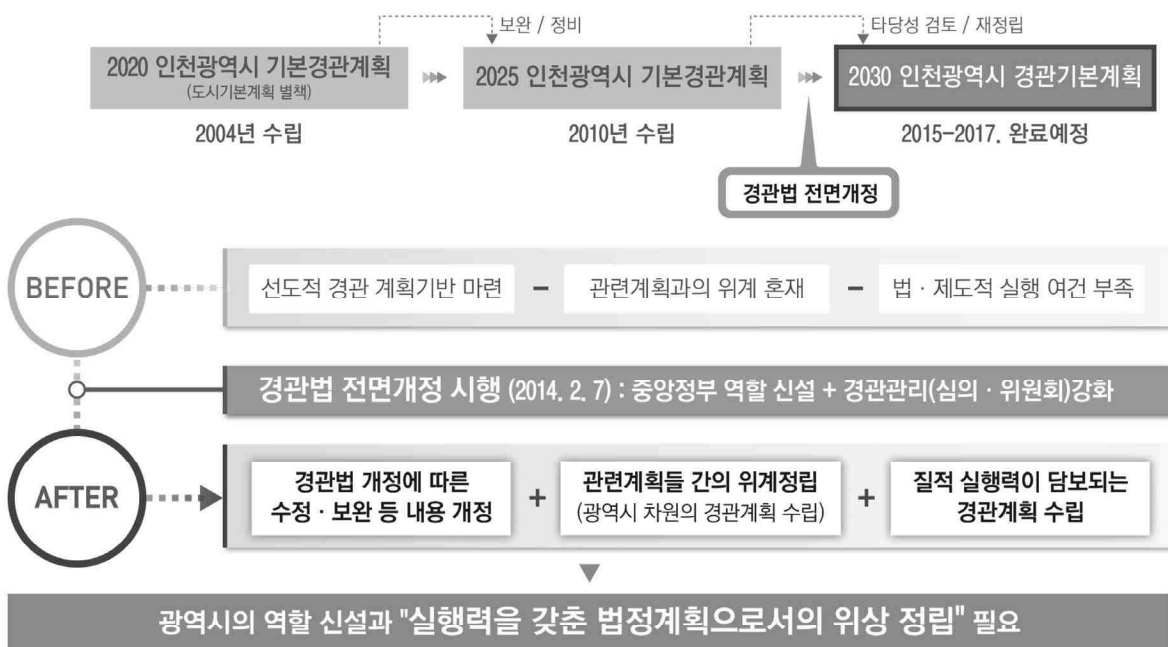 보완 / 정비
타당성 검토 / 재정립
2020 인천광역시 기본경관계획
(도시기본계획 별책)
2025 인천광역시 기본경관계획
2030 인천광역시 경관기본계획
2004년 수립
2010년 수립
2015-2017. 완료예정
경관법 전면개정
BEFORE
선도적 경관 계획기반 마련 - 관련계획과의 위계 혼재 - 법 · 제도적 실행 여건 부족
경관법 전면개정 시행 (2014. 2. 7) : 중앙정부 역할 신설 + 경관관리(심의 · 위원회)강화
AFTER
경관법 개정에 따른
수정 · 보완 등 내용 개정
+
관련계획들 간의 위계정립
(광역시 차원의 경관계획 수립)
+
질적 실행력이 담보되는
경관계획 수립
광역시의 역할 신설과 "실행력을 갖춘 법정계획으로서의 위상 정립" 필요